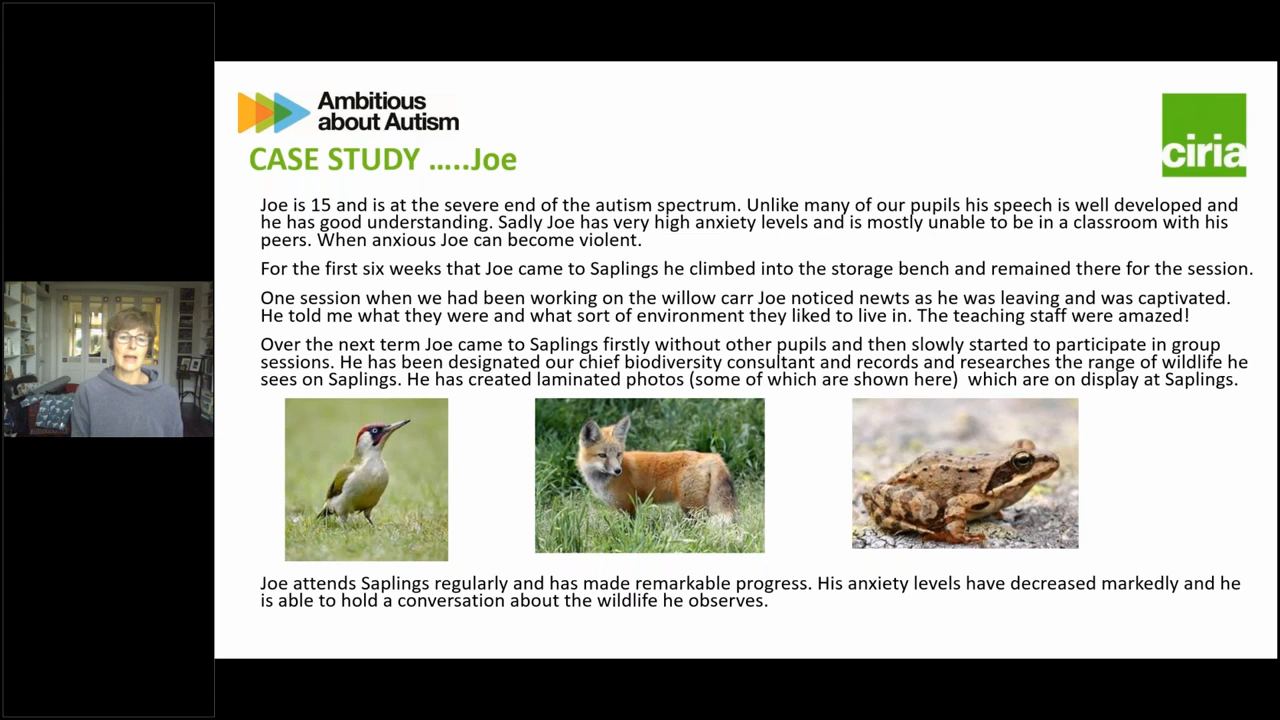 Ambitious
about Autism
ciria
CASE STUDY …..Joe
Joe is 15 and is at the severe end of the autism spectrum. Unlike many of our pupils his speech is well developed and
he has good understanding. Sadly Joe has very high anxiety levels and is mostly unable to be in a classroom with his
peers. When anxious Joe can become violent.
For the first six weeks that Joe came to Saplings he climbed into the storage bench and remained there for the session.
One session when we had been working on the willow carr Joe noticed newts as he was leaving and was captivated.
He told me what they were and what sort of environment they liked to live in. The teaching staff were amazed!
Over the next term Joe came to Saplings firstly without other pupils and then slowly started to participate in group
sessions. He has been designated our chief biodiversity consultant and records and researches the range of wildlife he
sees on Saplings. He has created laminated photos (some of which are shown here)  which are on display at Saplings.
Joe attends Saplings regularly and has made remarkable progress. His anxiety levels have decreased markedly and he
is able to hold a conversation about the wildlife he observes.